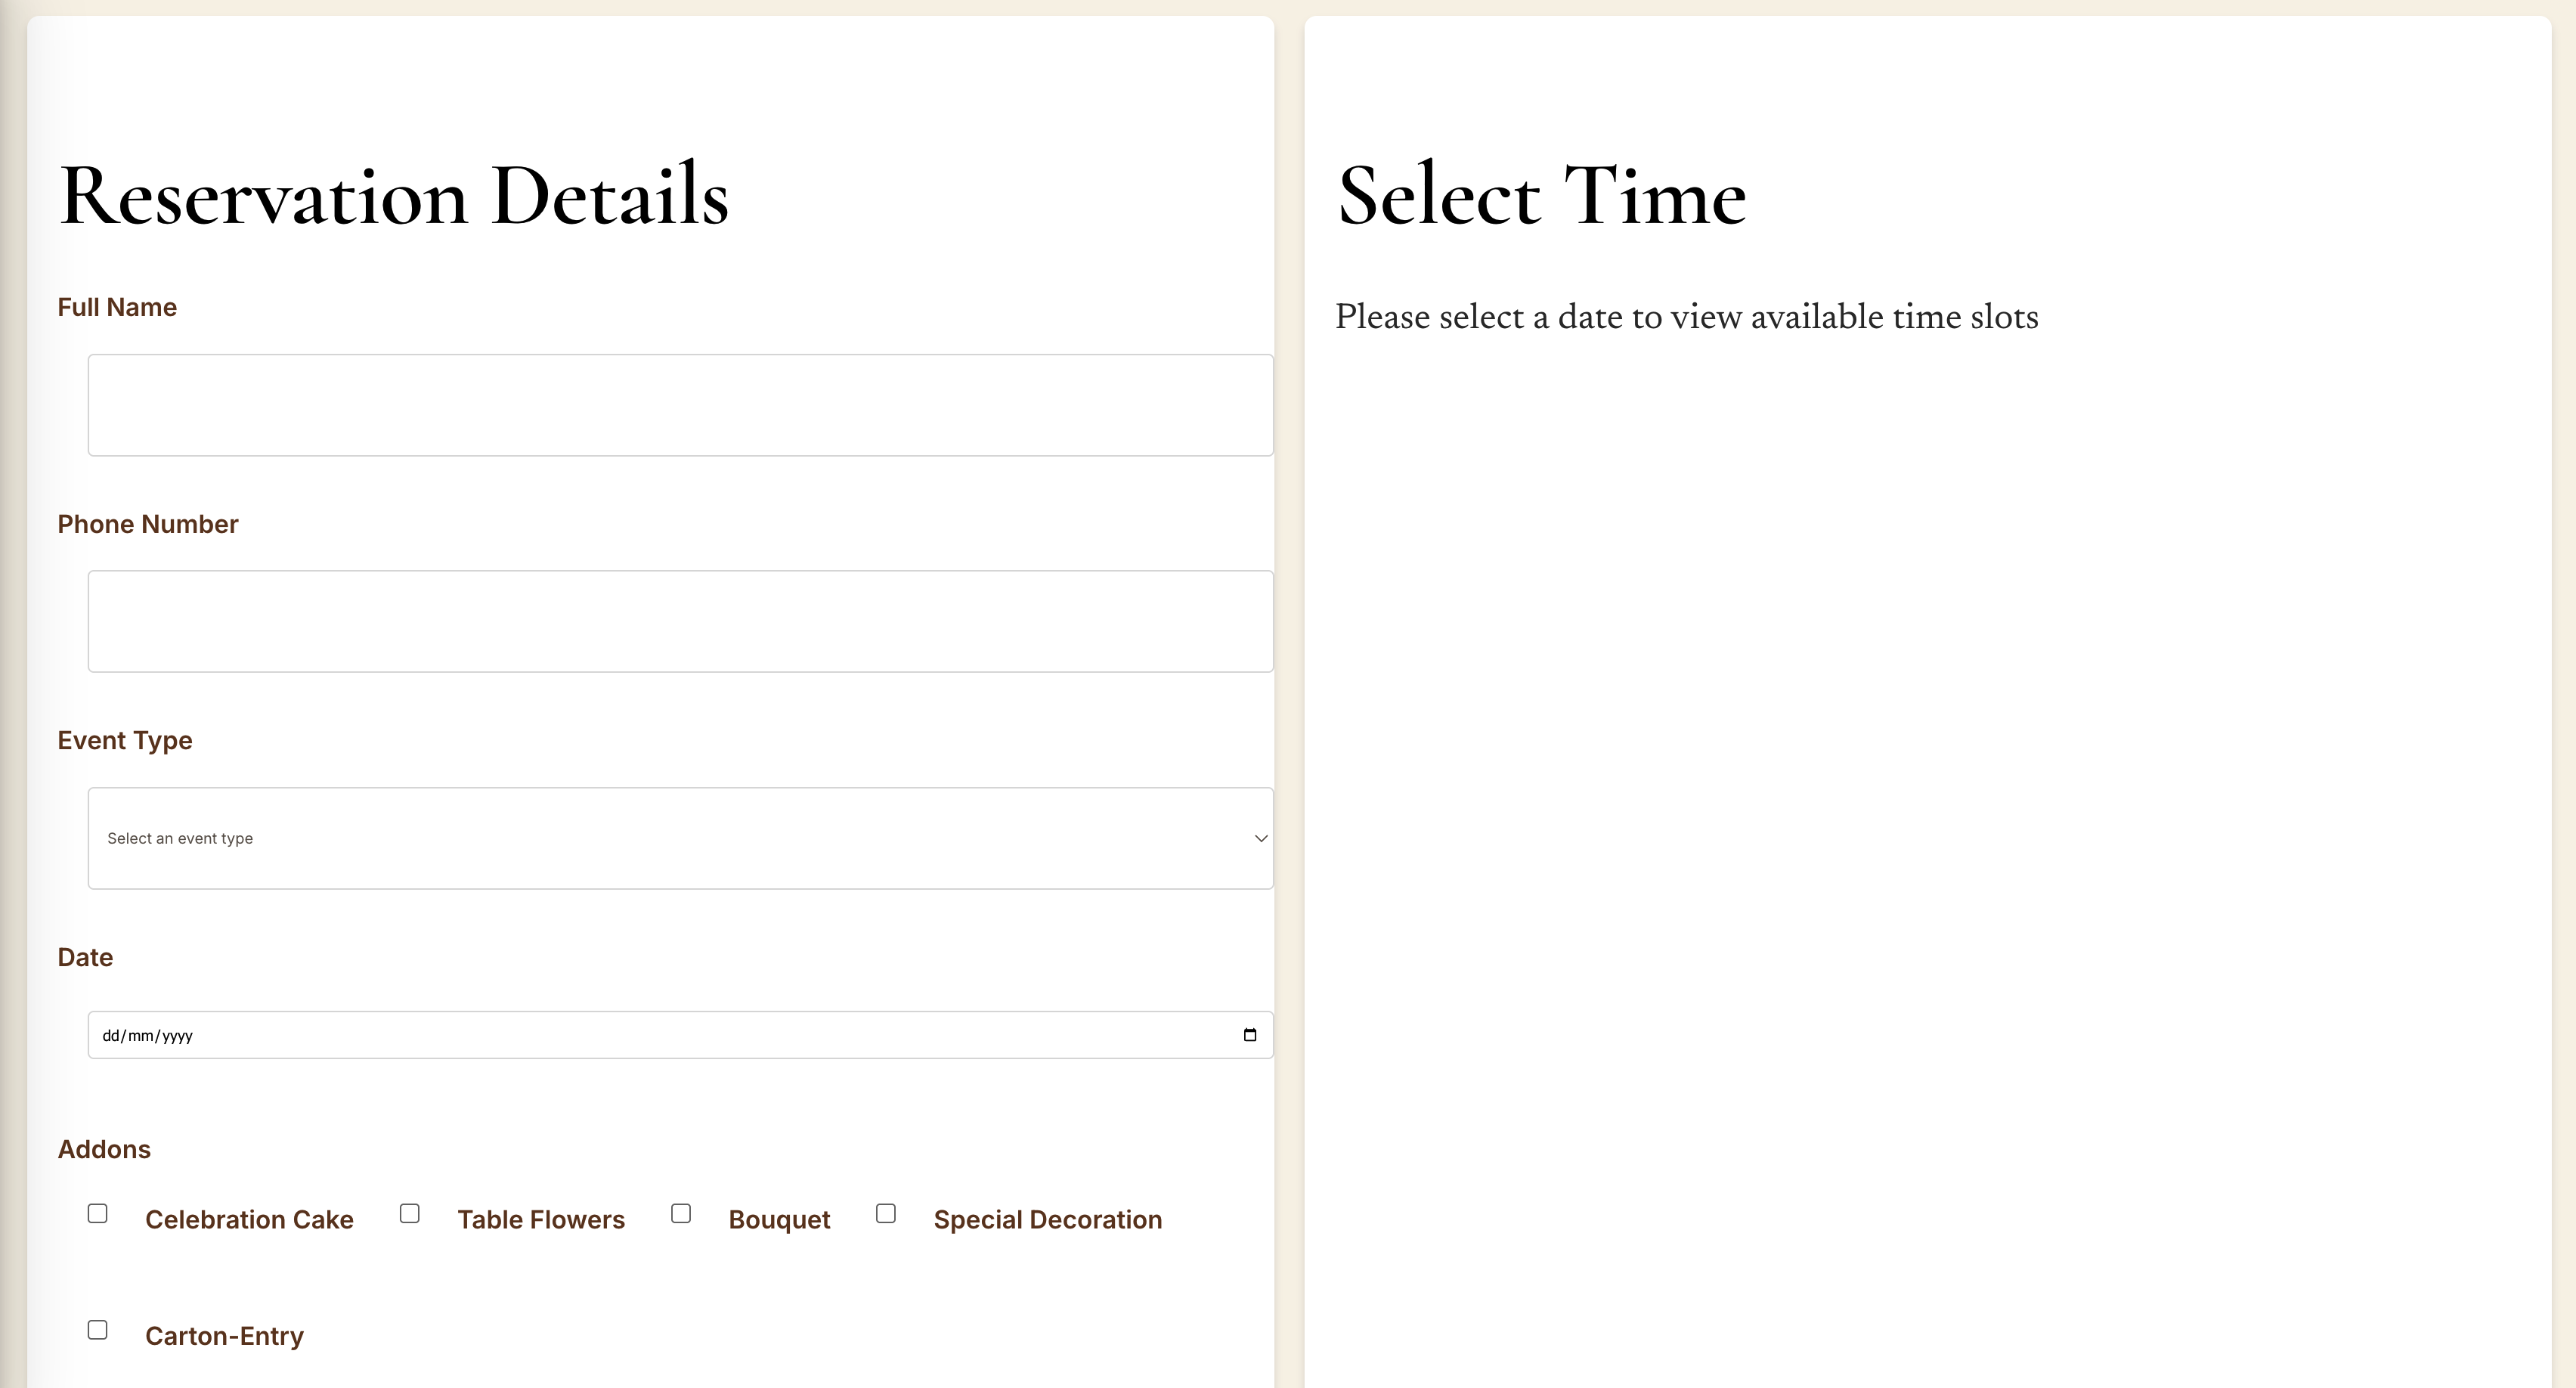 Reservation Details
Full Name
Phone Number
Event Type
Select an event type
Date
dd/mm/yyyy
Addons
Celebration Cake
Table Flowers
Bouquet
Special Decoration
Carton-Entry
Select Time
Please select a date to view available time slots